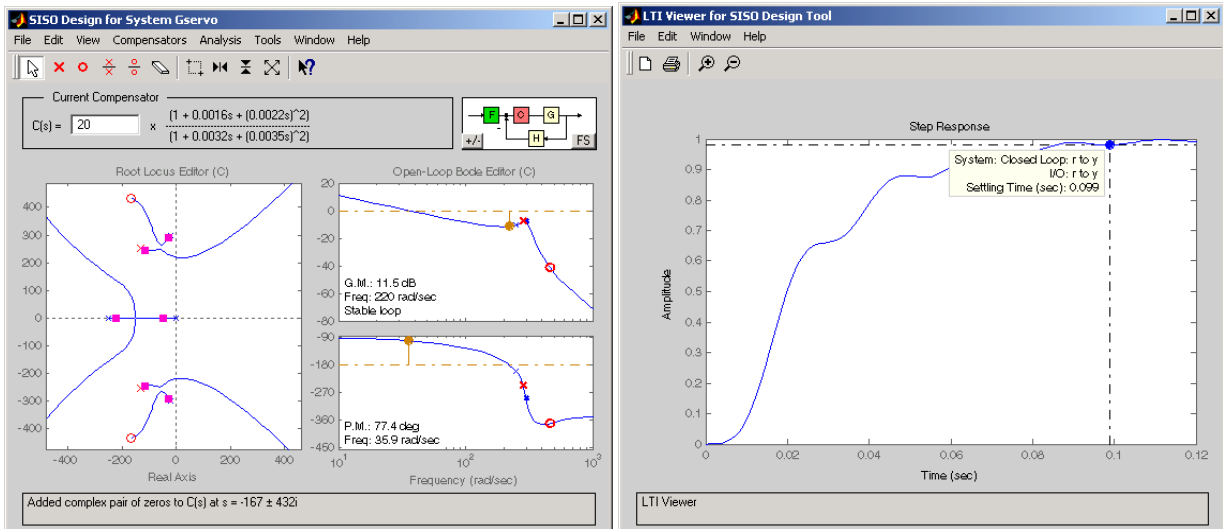 SISO Design for System Gservo
File Edit View Compensators Analysis Tools Window Help
Current Compensator
C(s) = 20 x (1 + 0.0016s + (0.0022s)^2)
(1 + 0.0032s + (0.0035s)^2)
F C G
H
+/- FS
Root Locus Editor (C)
400
300
200
100
0
-100
-200
-300
-400
-400 -200 0 200 400
Real Axis
Open-Loop Bode Editor (C)
20
0
-20
-40
-60
-80
G.M.: 11.5 dB
Freq: 220 rad/sec
Stable loop
-90
-180
-270
-360
-450
P.M.: 77.4 deg
Freq: 35.9 rad/sec
10^1 10^2 10^3
Frequency (rad/sec)
Added complex pair of zeros to C(s) at s = -167 ± 432i
LTI Viewer for SISO Design Tool
File Edit Window Help
Step Response
System: Closed Loop: r to y
I/O: r to y
Settling Time (sec): 0.099
Amplitude
1
0.9
0.8
0.7
0.6
0.5
0.4
0.3
0.2
0.1
0
0 0.02 0.04 0.06 0.08 0.1 0.12
Time (sec)
LTI Viewer